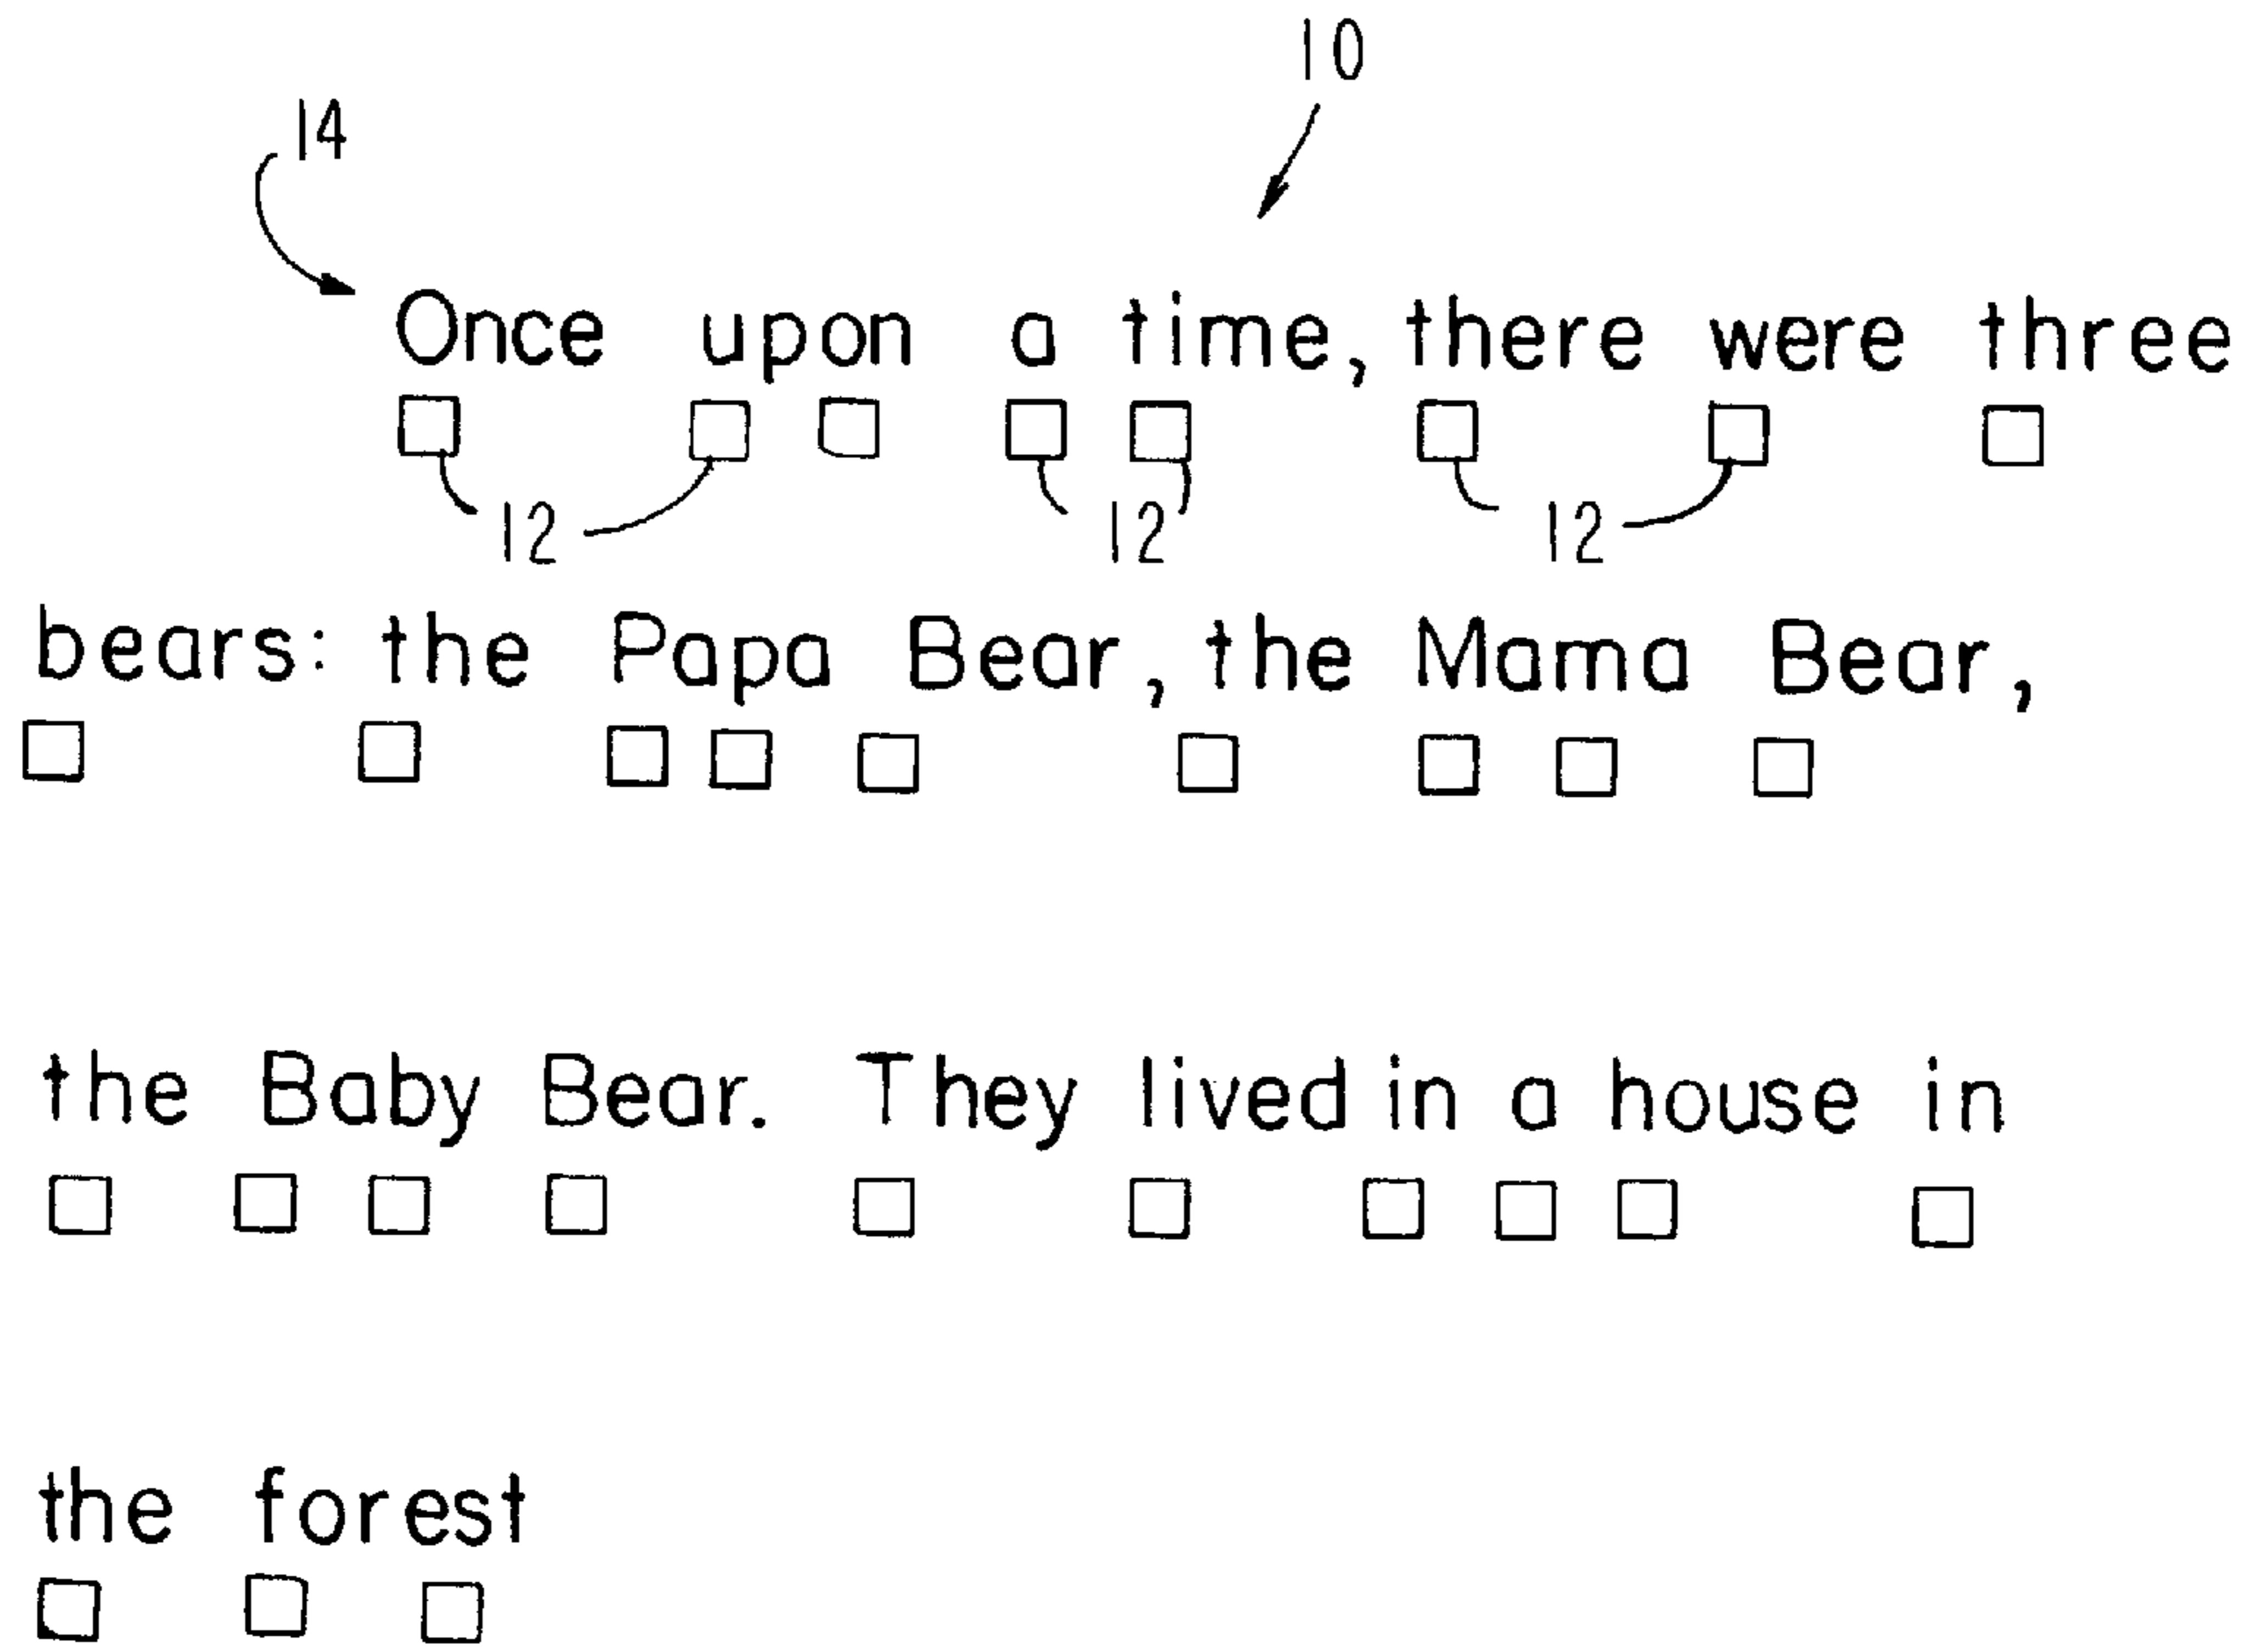 10
14
Once upon a time, there were three
12 12 12
bears: the Papa Bear, the Mama Bear,
the Baby Bear. They lived in a house in
the forest